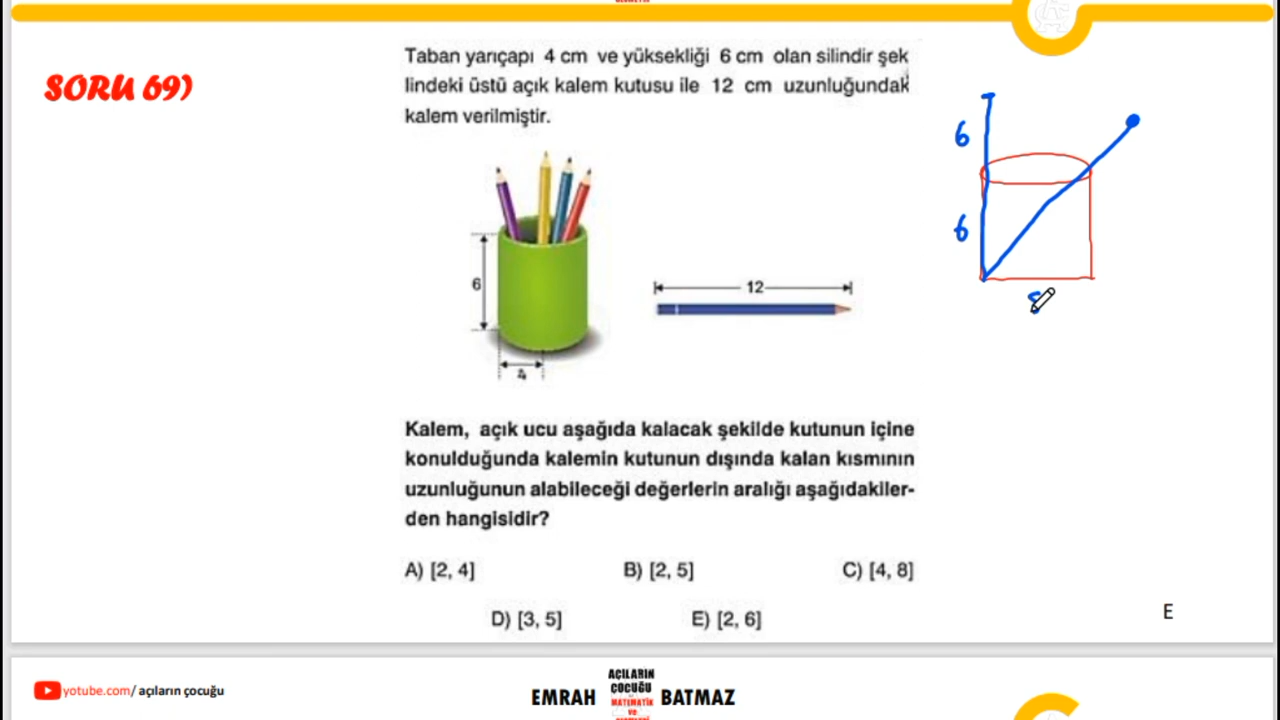 SORU 69)
Taban yarıçapı 4 cm ve yüksekliği 6 cm olan silindir şek
lindeki üstü açık kalem kutusu ile 12 cm uzunluğundak
kalem verilmiştir.
6
4
12
6
6
Kalem, açık ucu aşağıda kalacak şekilde kutunun içine
konulduğunda kalemin kutunun dışında kalan kısmının
uzunluğunun alabileceği değerlerin aralığı aşağıdakiler-
den hangisidir?
A) [2, 4] B) [2, 5] C) [4, 8]
D) [3, 5] E) [2, 6]
E
yotube.com/ açıların çocuğu
EMRAH AÇILARIN ÇOCUĞU MATEMATİK VE BATMAZ